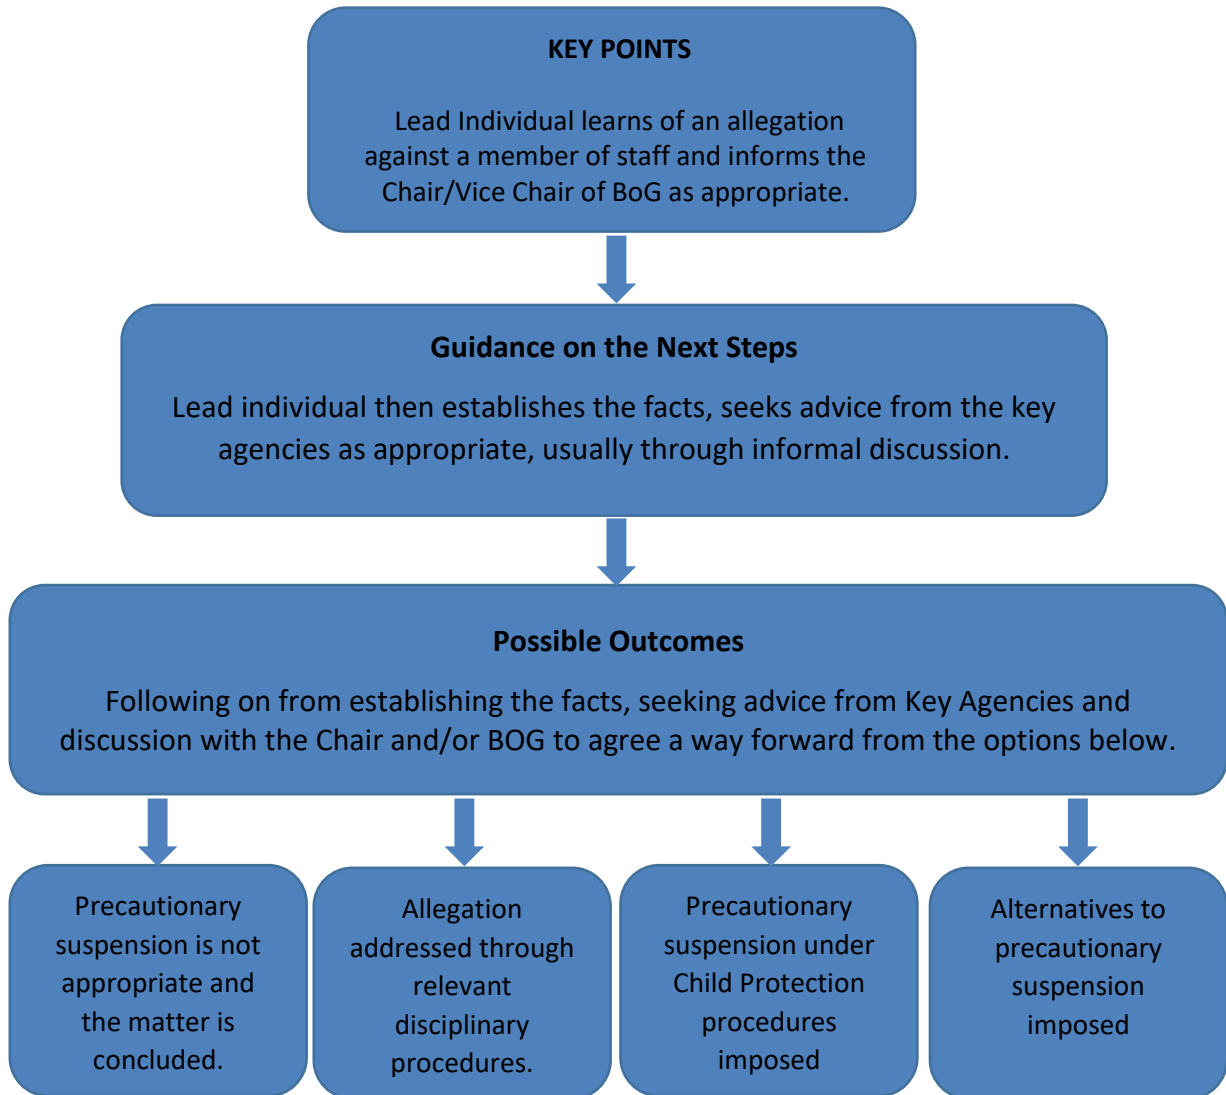 KEY POINTS
Lead Individual learns of an allegation
against a member of staff and informs the
Chair/Vice Chair of BoG as appropriate.
Guidance on the Next Steps
Lead individual then establishes the facts, seeks advice from the key
agencies as appropriate, usually through informal discussion.
Possible Outcomes
Following on from establishing the facts, seeking advice from Key Agencies and
discussion with the Chair and/or BOG to agree a way forward from the options below.
Precautionary
suspension is not
appropriate and
the matter is
concluded.
Allegation
addressed through
relevant
disciplinary
procedures.
Precautionary
suspension under
Child Protection
procedures
imposed
Alternatives to
precautionary
suspension
imposed